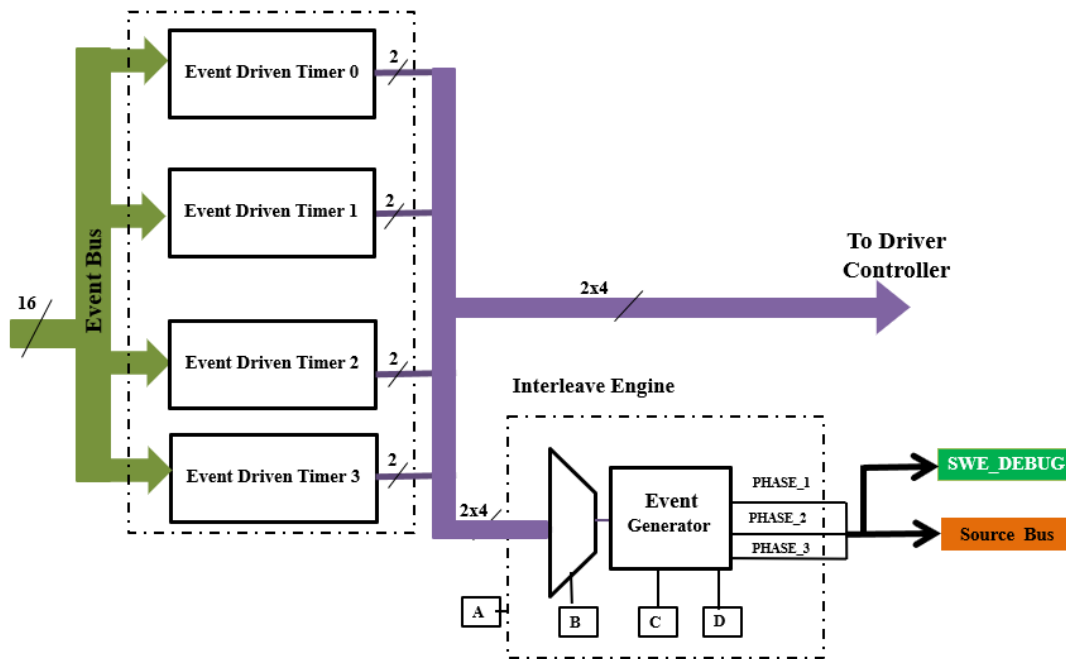 Event Driven Timer 0
2
Event Driven Timer 1
2
Event Bus
16
To Driver
Controller
2x4
Event Driven Timer 2
2
Interleave Engine
Event Driven Timer 3
2
2x4
Event
Generator
PHASE_1
PHASE_2
PHASE_3
SWE_DEBUG
Source Bus
A
B
C
D